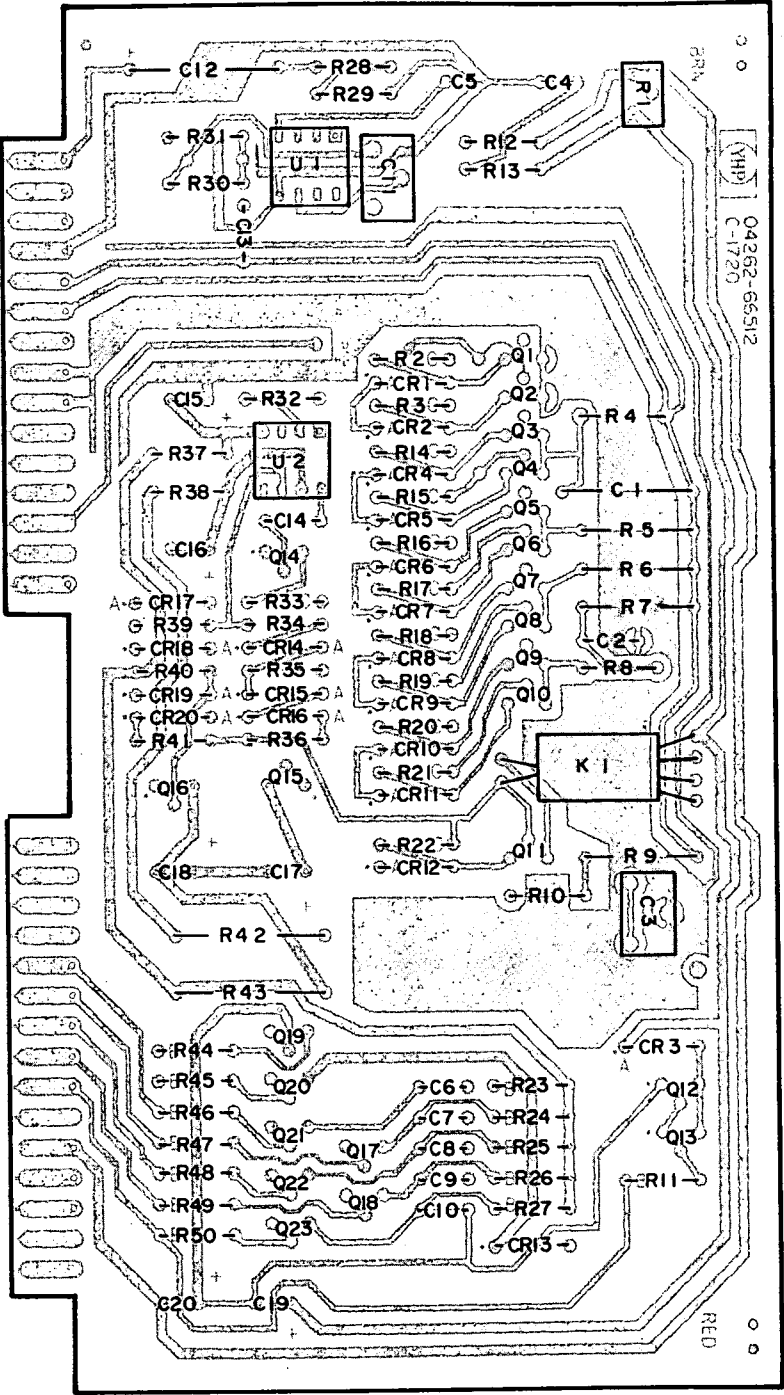 C12 R28 BRN
R29 C5 C4 R1
R31 R12
U1 C11 R13 YHP
R30
C13 04262-66512
C-1720
R2 Q1
CR1
C15 R32 R3 Q2
CR2 R4
R14 Q3
R37 U2 CR4 Q4
R38 R15 C1
C14 CR5 Q5 R5
C16 Q14 R16 Q6
CR6 R6
R17 Q7
A CR17 R33 CR7 R7
R39 R34 R18 Q8
CR18 A CR14 A CR8 C2
R40 R35 R19 Q9 R8
CR19 A CR15 A CR9 Q10
CR20 A CR16 A R20
R41 R36 CR10
R21 K1
Q16 Q15 CR11
R22 Q11 R9
C18 C17 CR12
R10 C3
R42
R43
Q19 CR3
R44 A
R45 Q20 C6 R23 Q12
R46 C7 R24
R47 Q21 Q17 C8 R25 Q13
R48 Q22 C9 R26 R11
R49 Q18 C10 R27
R50 Q23 CR13
C20 C19 RED